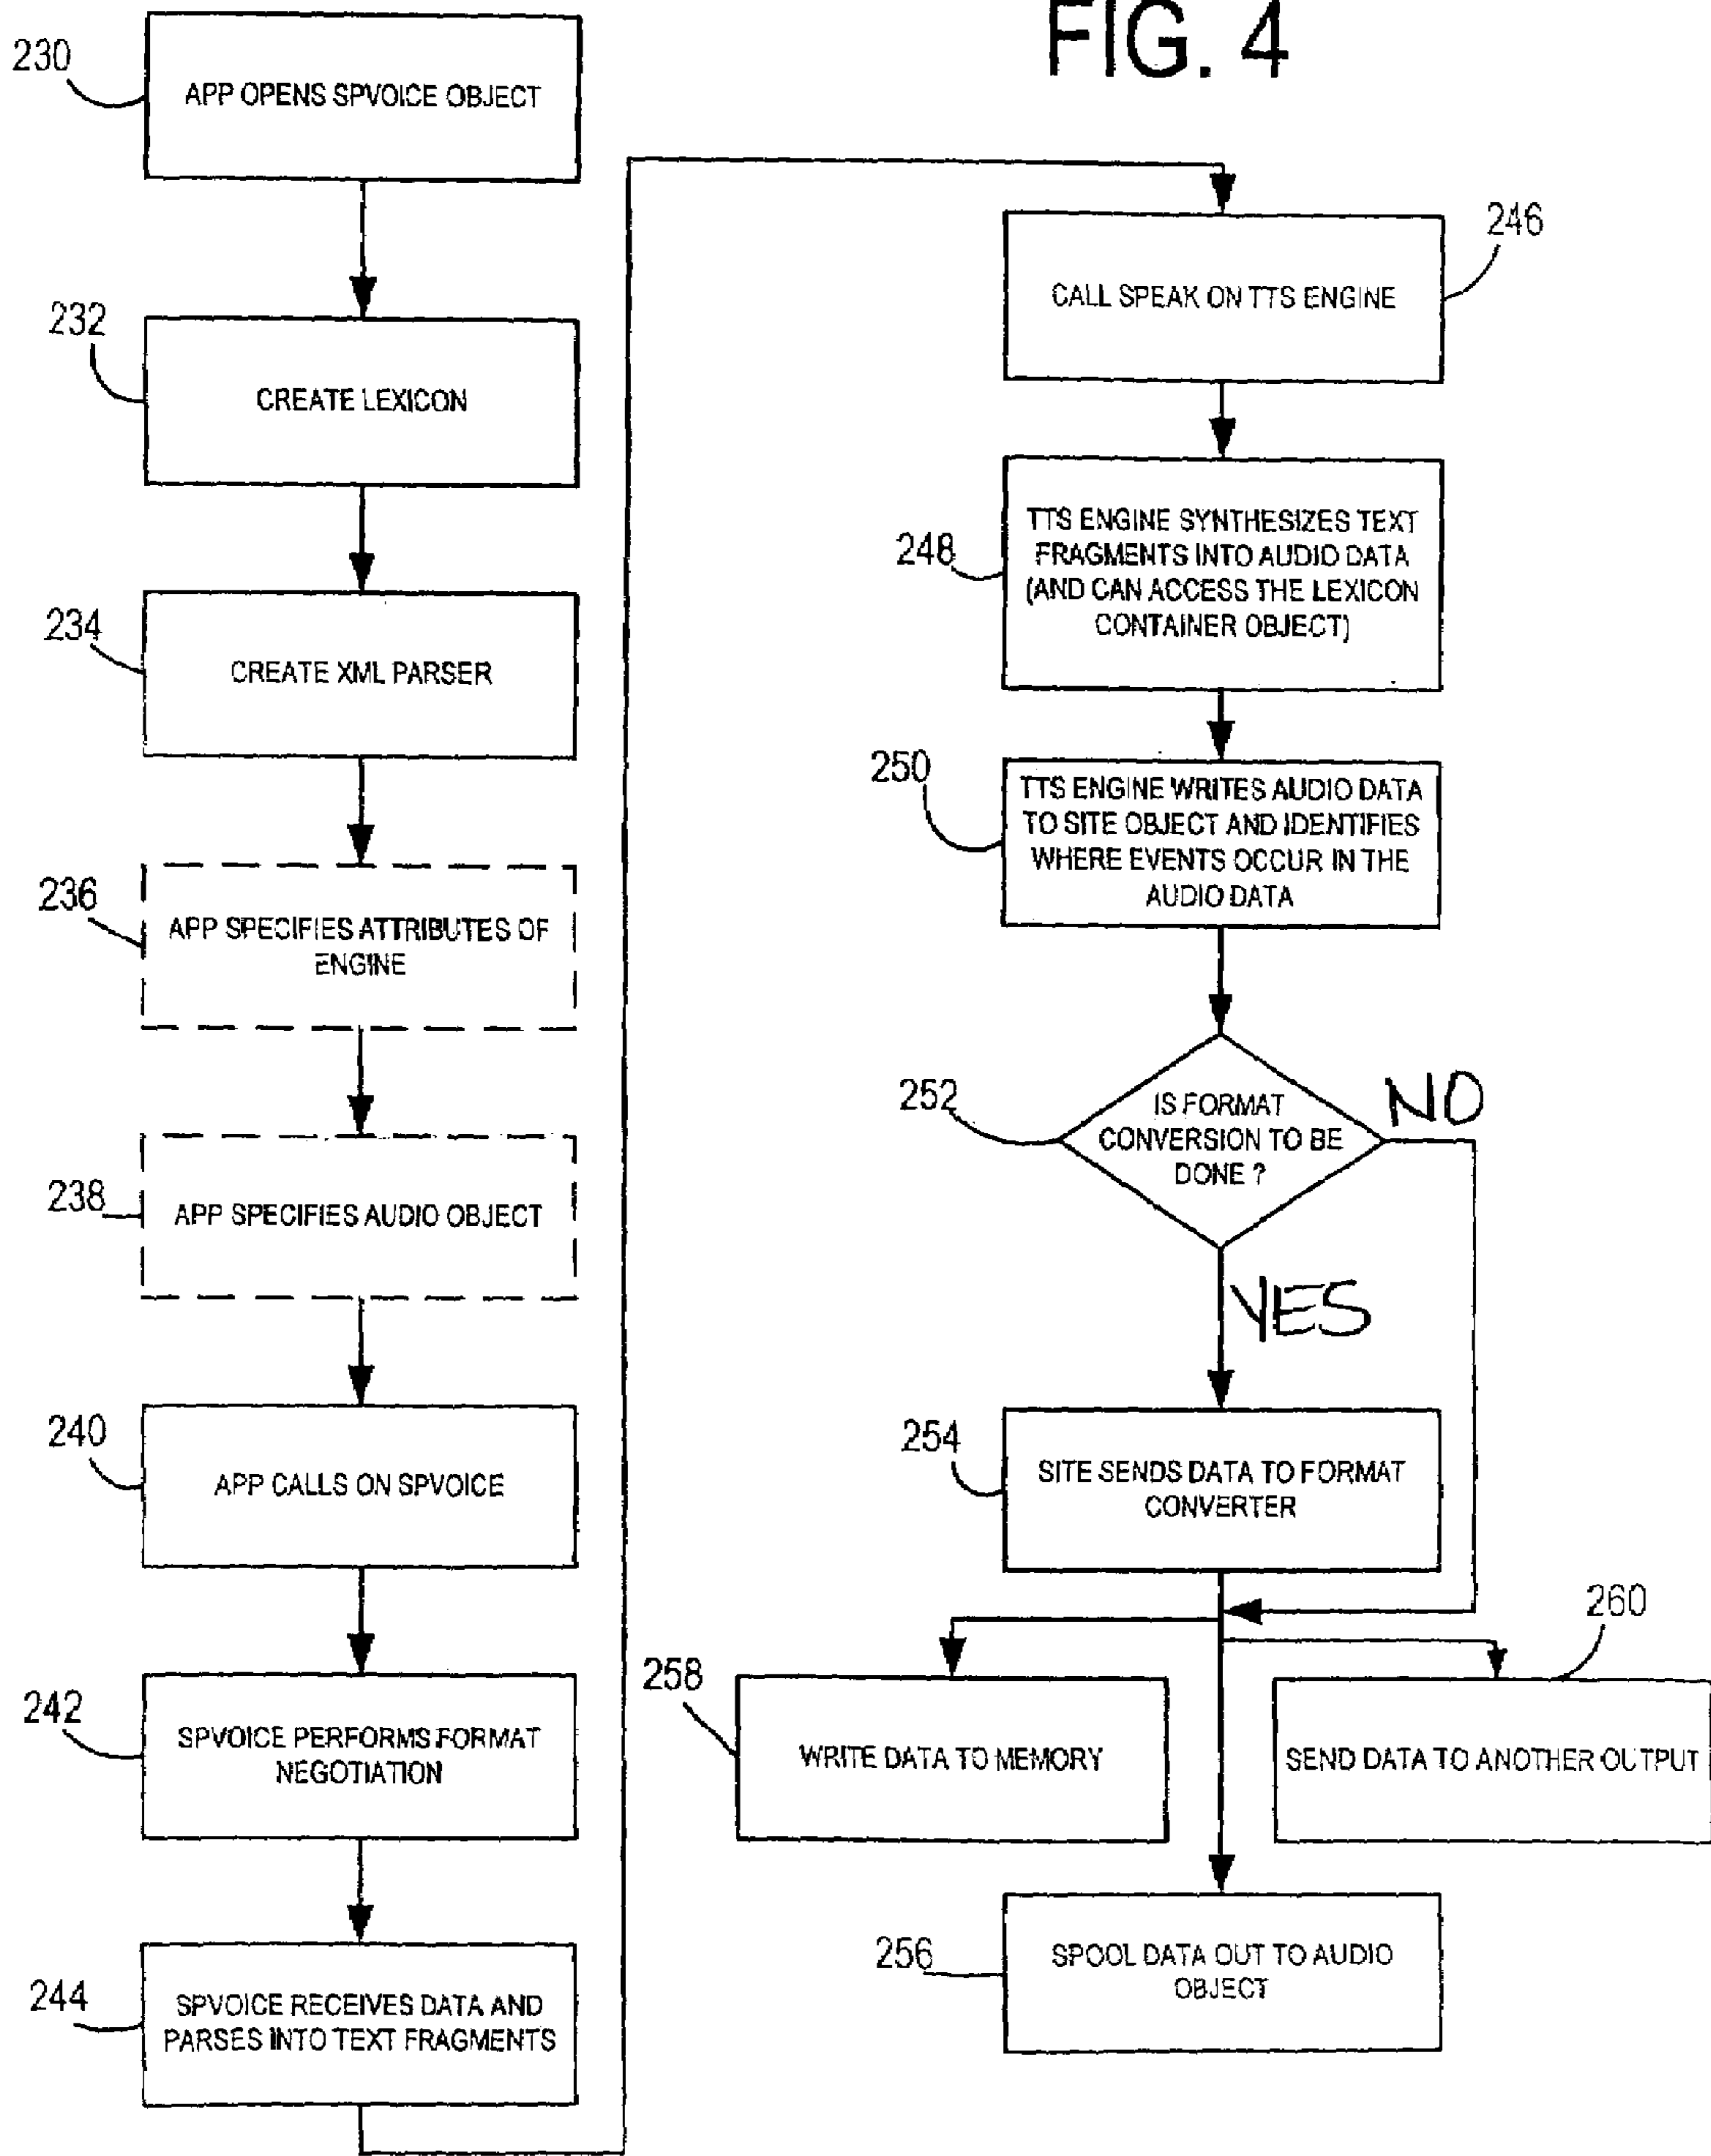 FIG. 4
230
APP OPENS SPVOICE OBJECT
232
CREATE LEXICON
234
CREATE XML PARSER
236
APP SPECIFIES ATTRIBUTES OF
ENGINE
238
APP SPECIFIES AUDIO OBJECT
240
APP CALLS ON SPVOICE
242
SPVOICE PERFORMS FORMAT
NEGOTIATION
244
SPVOICE RECEIVES DATA AND
PARSES INTO TEXT FRAGMENTS
246
CALL SPEAK ON TTS ENGINE
248
TTS ENGINE SYNTHESIZES TEXT
FRAGMENTS INTO AUDIO DATA
(AND CAN ACCESS THE LEXICON
CONTAINER OBJECT)
250
TTS ENGINE WRITES AUDIO DATA
TO SITE OBJECT AND IDENTIFIES
WHERE EVENTS OCCUR IN THE
AUDIO DATA
252
IS FORMAT
CONVERSION TO BE
DONE ?
NO
YES
254
SITE SENDS DATA TO FORMAT
CONVERTER
258
WRITE DATA TO MEMORY
260
SEND DATA TO ANOTHER OUTPUT
256
SPOOL DATA OUT TO AUDIO
OBJECT